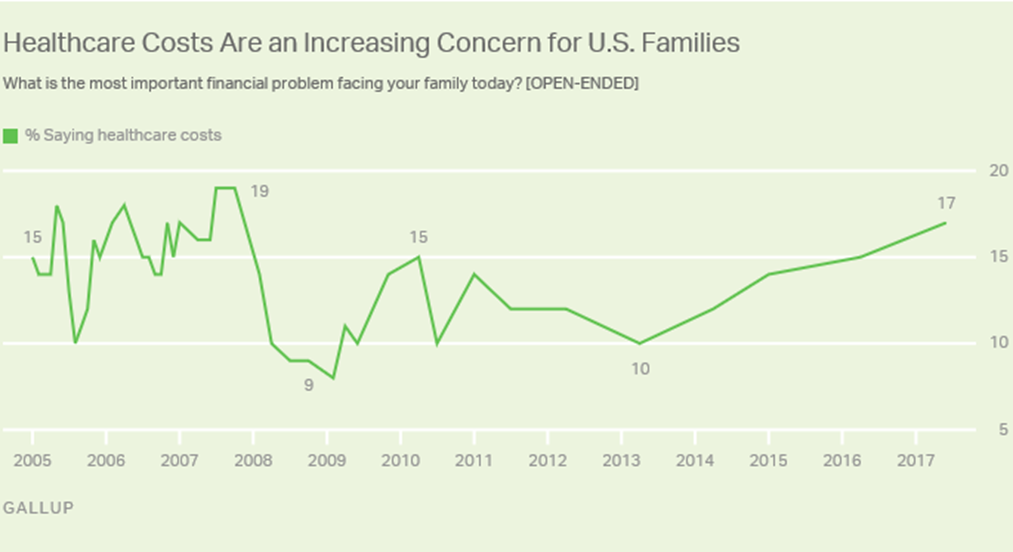 Healthcare Costs Are an Increasing Concern for U.S. Families
What is the most important financial problem facing your family today? [OPEN-ENDED]
% Saying healthcare costs
20
19
17
15
15
15
10
10
9
5
2005 2006 2007 2008 2009 2010 2011 2012 2013 2014 2015 2016 2017
GALLUP